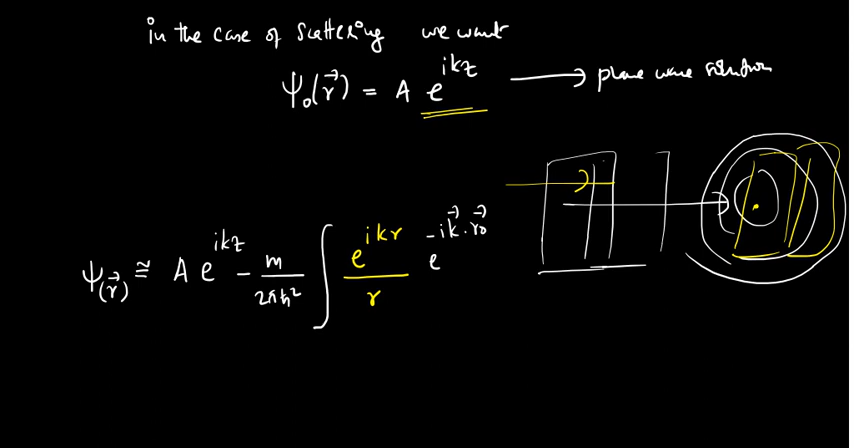 in the case of scattering we want
ψ₀(r⃗) = A e^{ikz} ⟶ plane wave solution
ψ(r⃗) ≅ A e^{ikz} - m/2πħ² ∫ e^{ikr}/r e^{-ik⃗·r⃗₀}